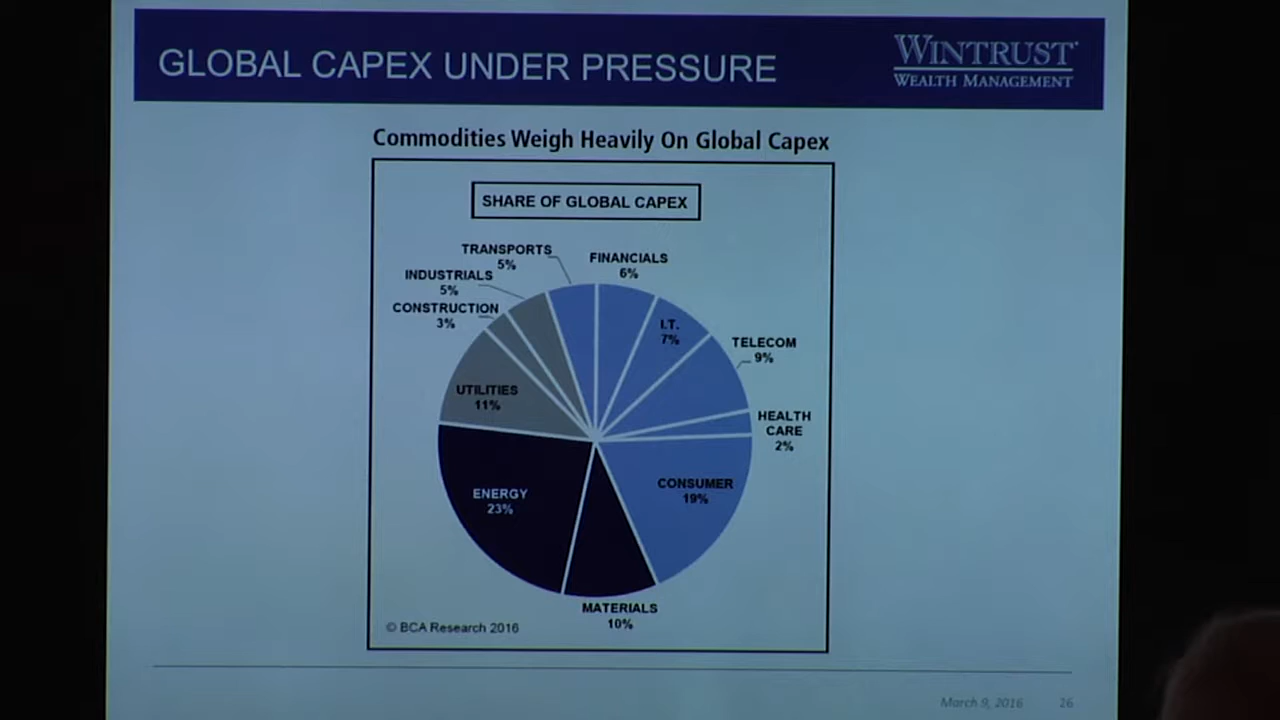 GLOBAL CAPEX UNDER PRESSURE
WINTRUST
WEALTH MANAGEMENT
Commodities Weigh Heavily On Global Capex
SHARE OF GLOBAL CAPEX
TRANSPORTS
5%
FINANCIALS
6%
INDUSTRIALS
5%
CONSTRUCTION
3%
I.T.
7%
TELECOM
9%
UTILITIES
11%
HEALTH
CARE
2%
CONSUMER
19%
ENERGY
23%
MATERIALS
10%
© BCA Research 2016
March 9, 2016 26